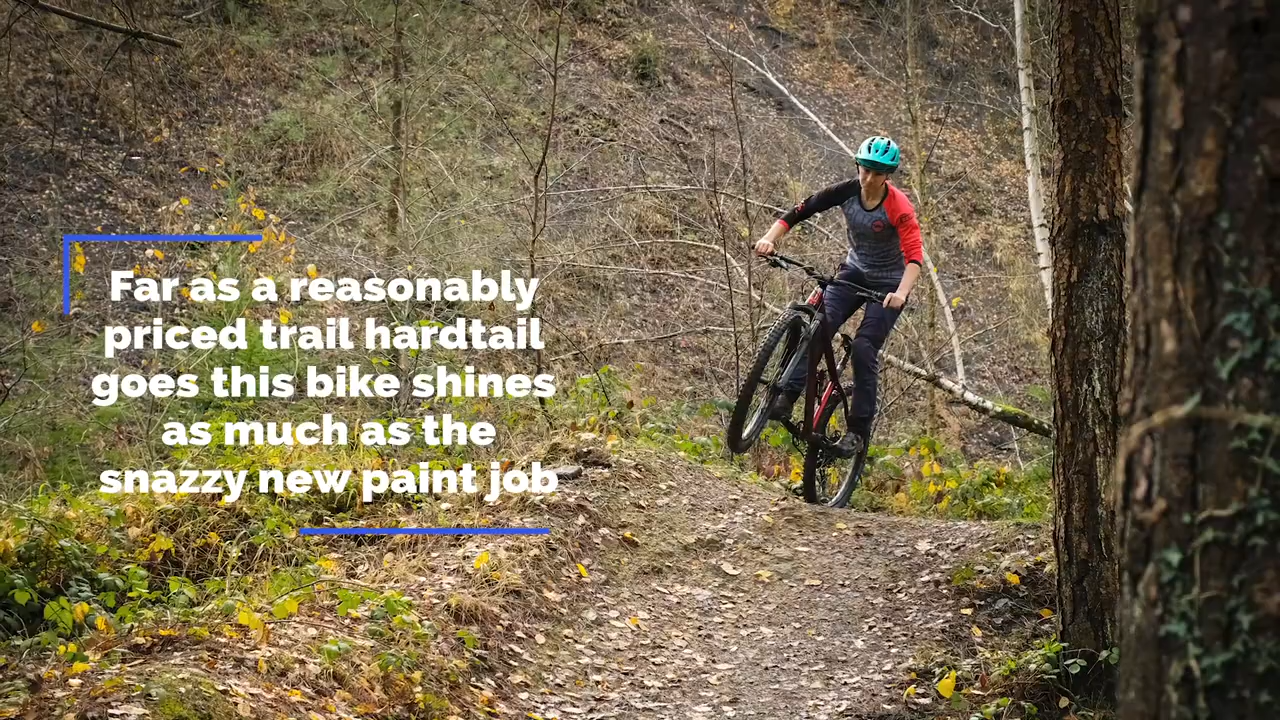 Far as a reasonably
priced trail hardtail
goes this bike shines
as much as the
snazzy new paint job